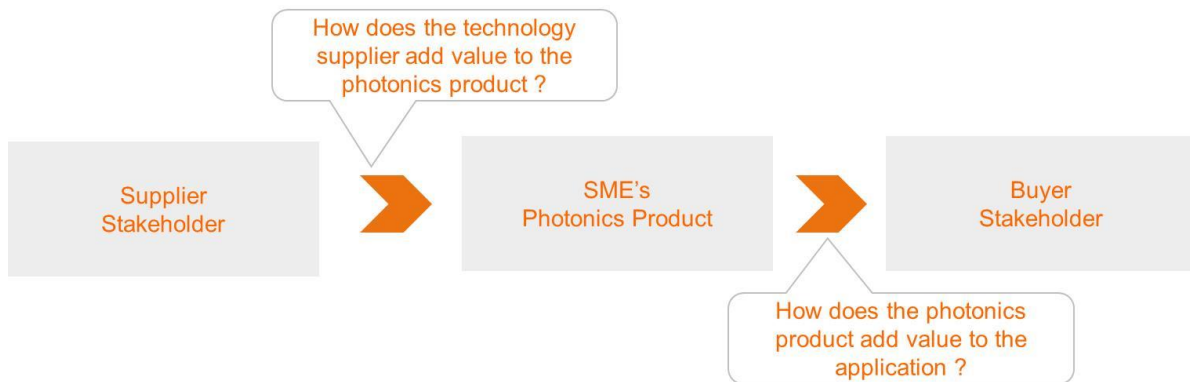 How does the technology
supplier add value to the
photonics product ?
Supplier
Stakeholder
SME's
Photonics Product
Buyer
Stakeholder
How does the photonics
product add value to the
application ?